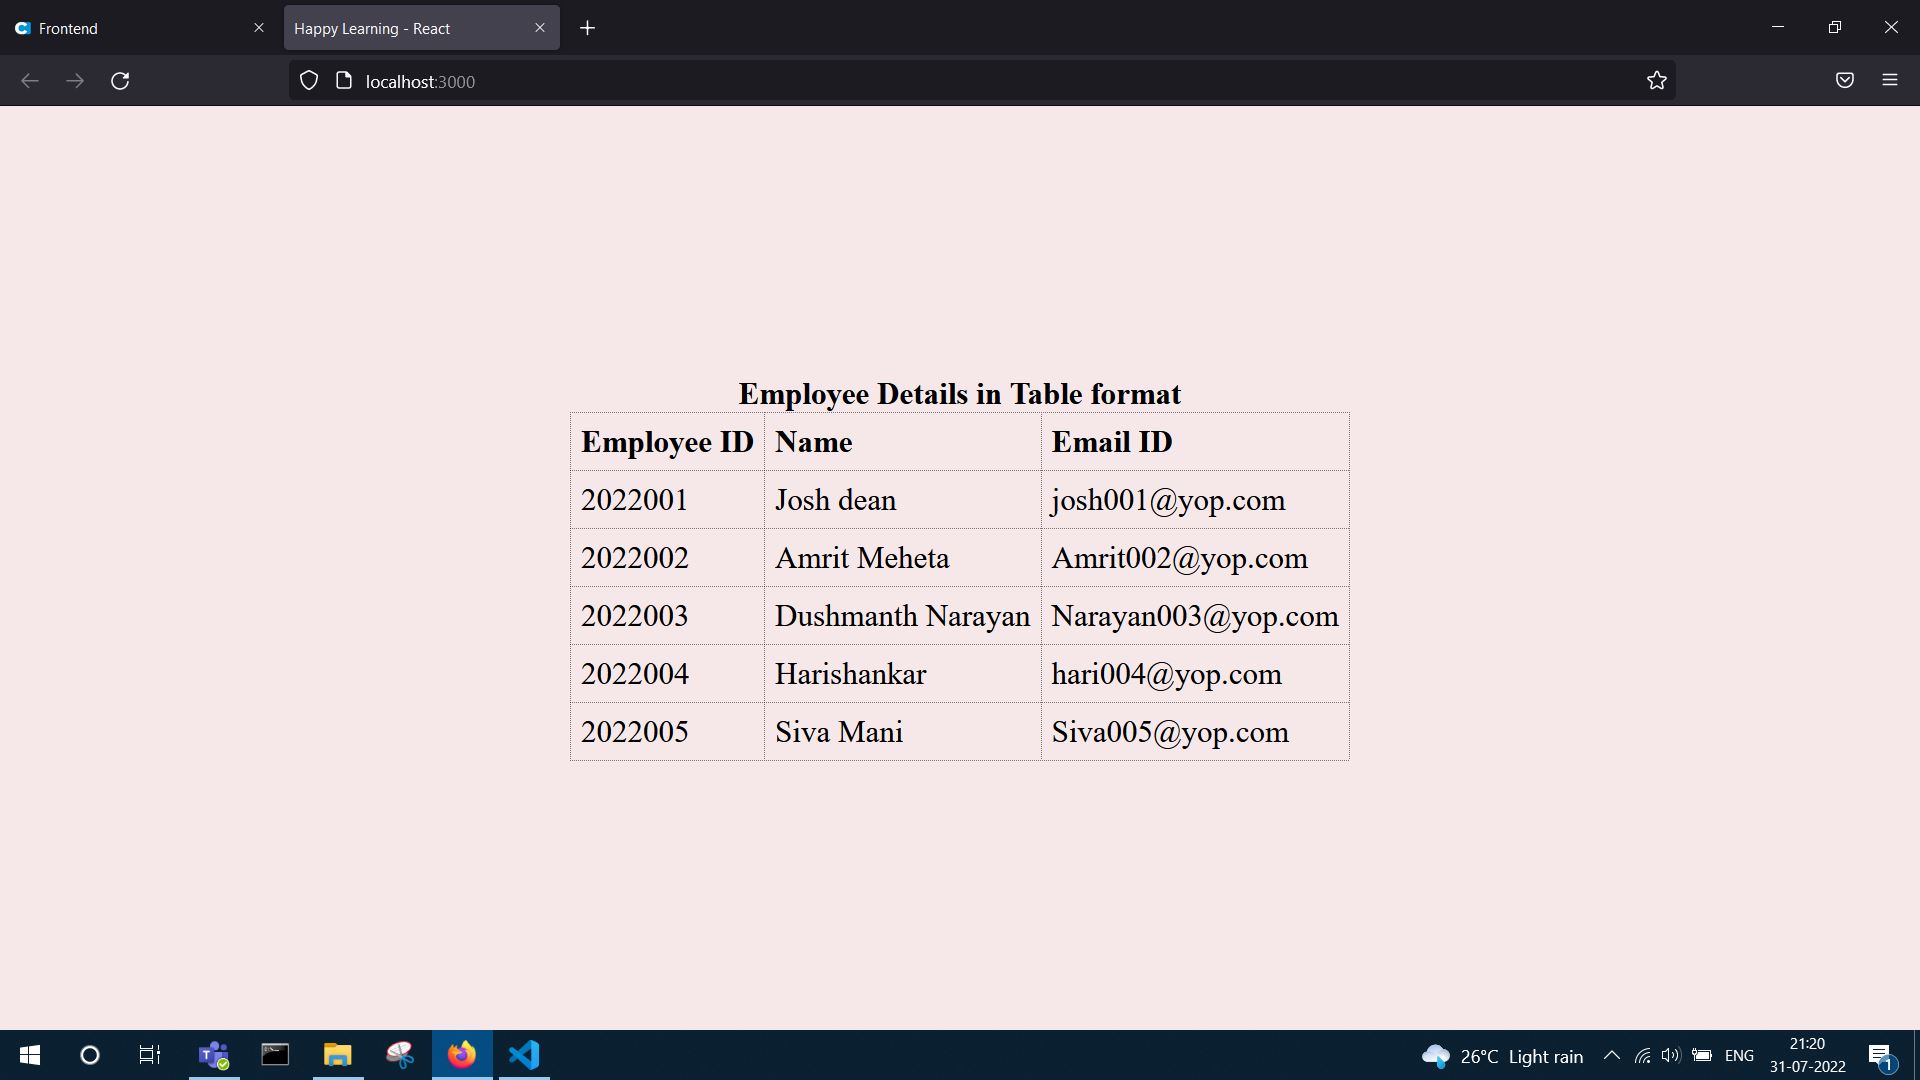 Frontend
Happy Learning - React
localhost:3000
Employee Details in Table format
Employee ID Name Email ID
2022001 Josh dean josh001@yop.com
2022002 Amrit Meheta Amrit002@yop.com
2022003 Dushmanth Narayan Narayan003@yop.com
2022004 Harishankar hari004@yop.com
2022005 Siva Mani Siva005@yop.com
26°C Light rain ENG 21:20
31-07-2022
1